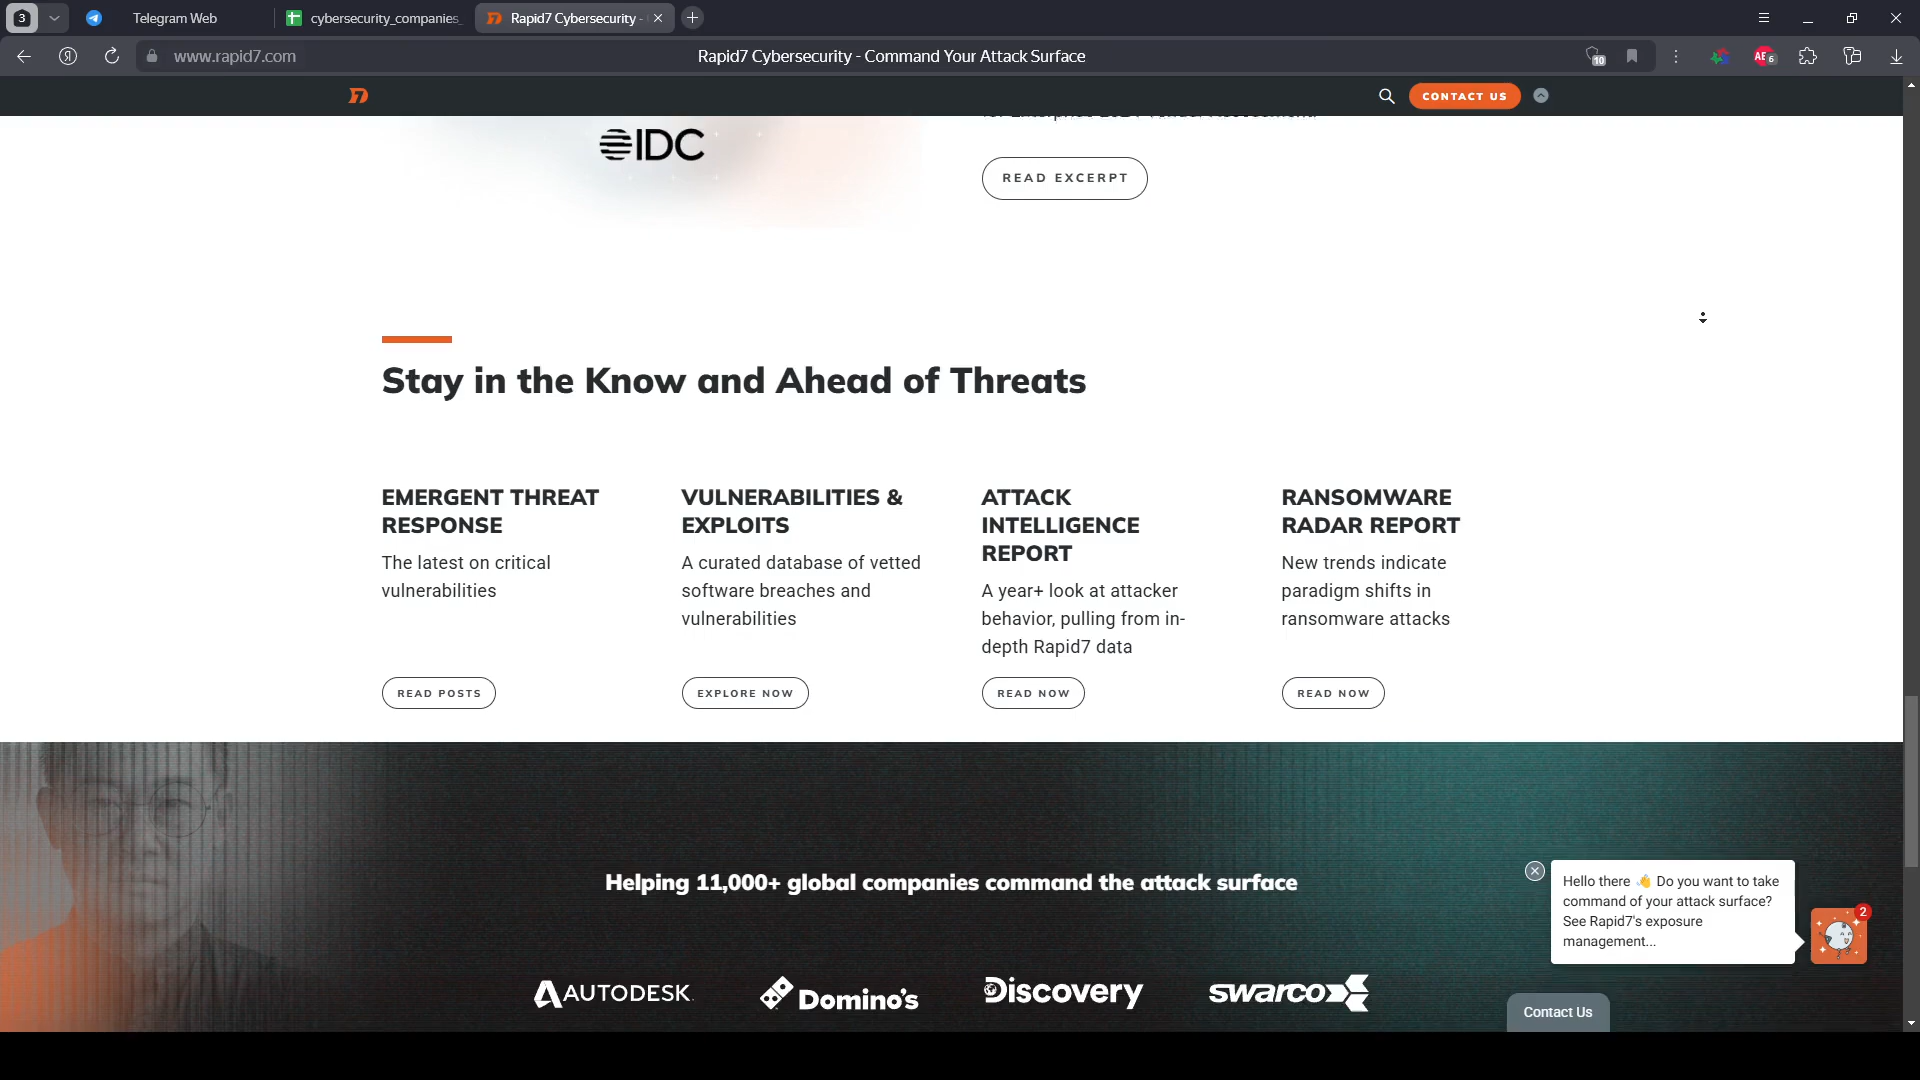 3
Telegram Web
cybersecurity_companies_
Rapid7 Cybersecurity -
www.rapid7.com
Rapid7 Cybersecurity - Command Your Attack Surface
10
6
CONTACT US
IDC
READ EXCERPT
Stay in the Know and Ahead of Threats
EMERGENT THREAT
RESPONSE
The latest on critical
vulnerabilities
READ POSTS
VULNERABILITIES &
EXPLOITS
A curated database of vetted
software breaches and
vulnerabilities
EXPLORE NOW
ATTACK
INTELLIGENCE
REPORT
A year+ look at attacker
behavior, pulling from in-
depth Rapid7 data
READ NOW
RANSOMWARE
RADAR REPORT
New trends indicate
paradigm shifts in
ransomware attacks
READ NOW
Helping 11,000+ global companies command the attack surface
AUTODESK
Domino's
Discovery
swarco
Hello there 👋 Do you want to take
command of your attack surface?
See Rapid7's exposure
management...
2
Contact Us